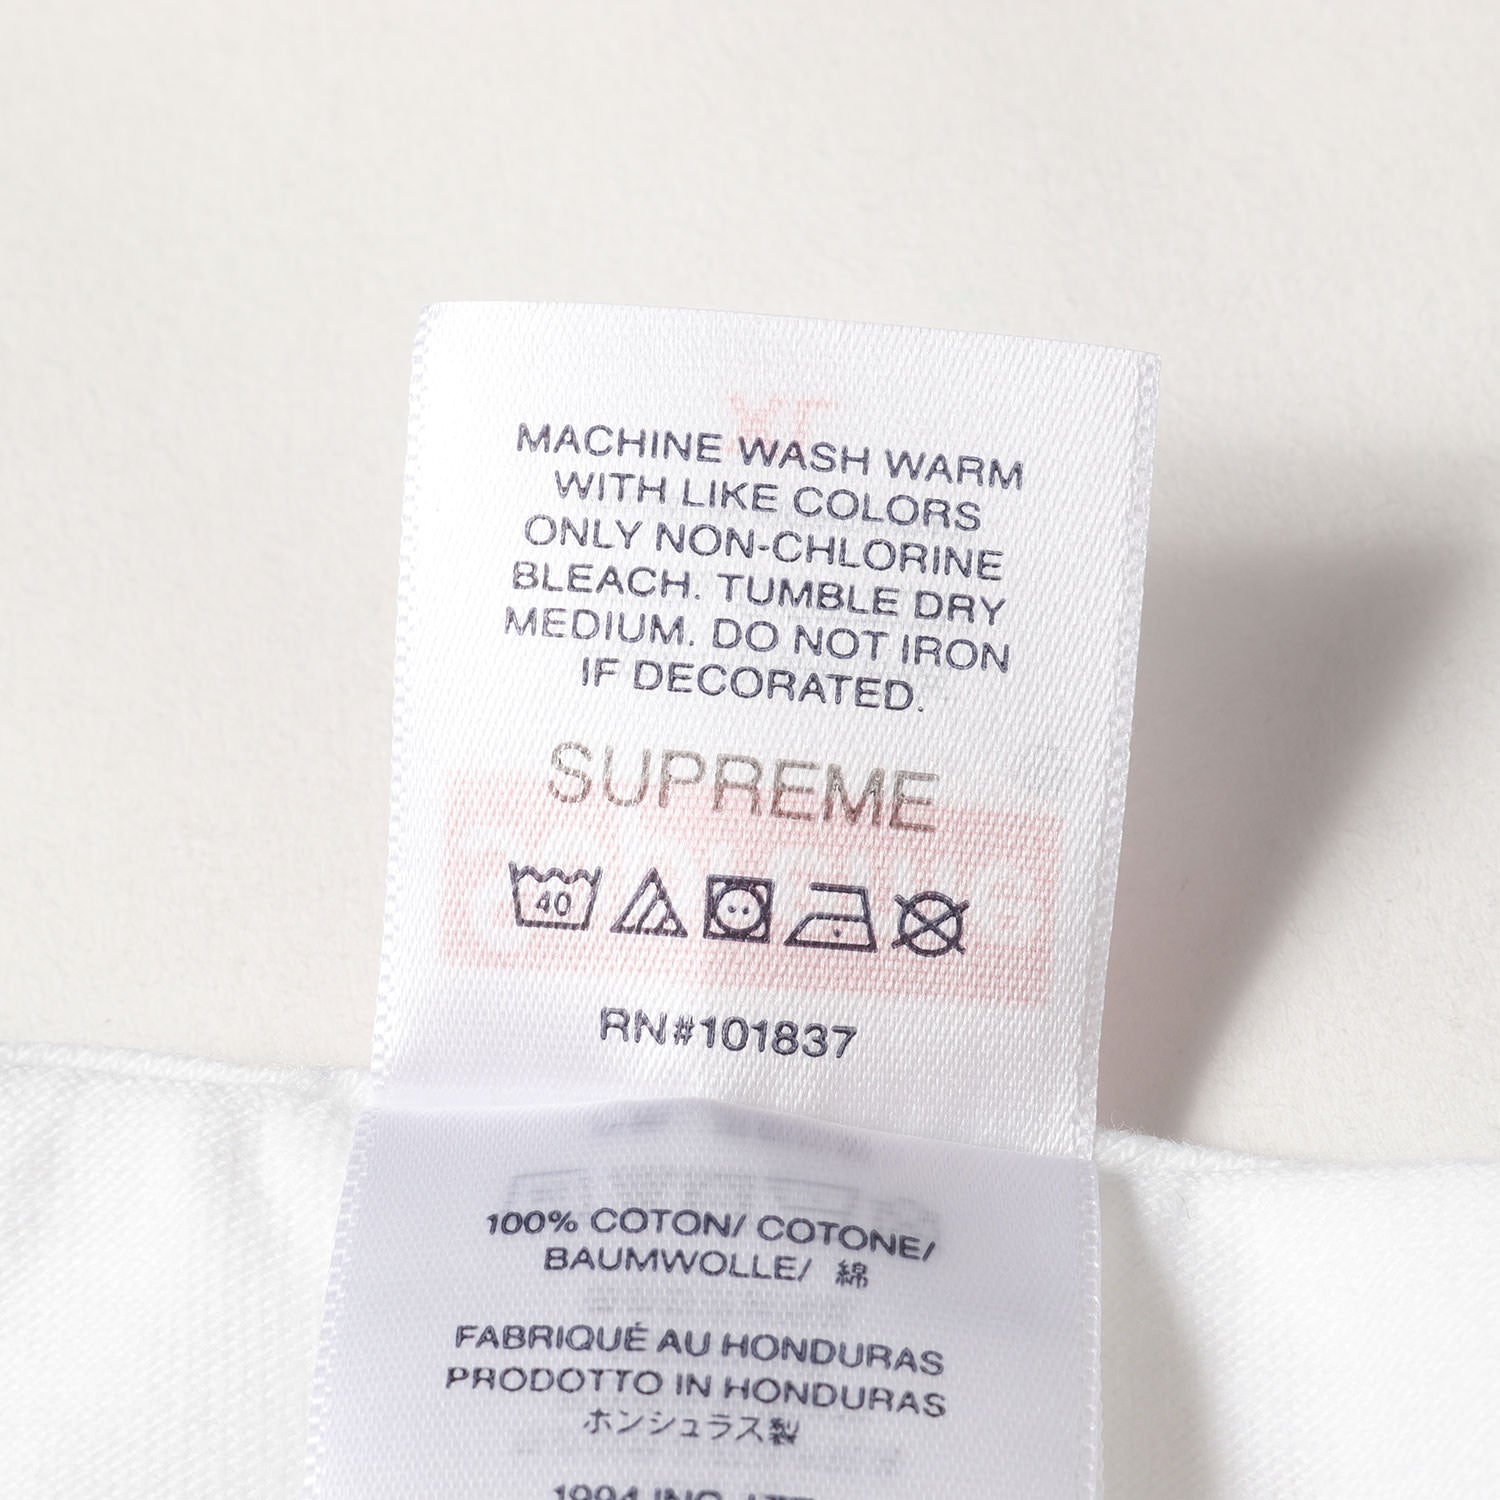 MACHINE WASH WARM
WITH LIKE COLORS
ONLY NON-CHLORINE
BLEACH. TUMBLE DRY
MEDIUM. DO NOT IRON
IF DECORATED.
SUPREME
40
RN#101837
100% COTON/ COTONE/
BAUMWOLLE/ 綿
FABRIQUÉ AU HONDURAS
PRODOTTO IN HONDURAS
ホンジュラス製
1994 INC.